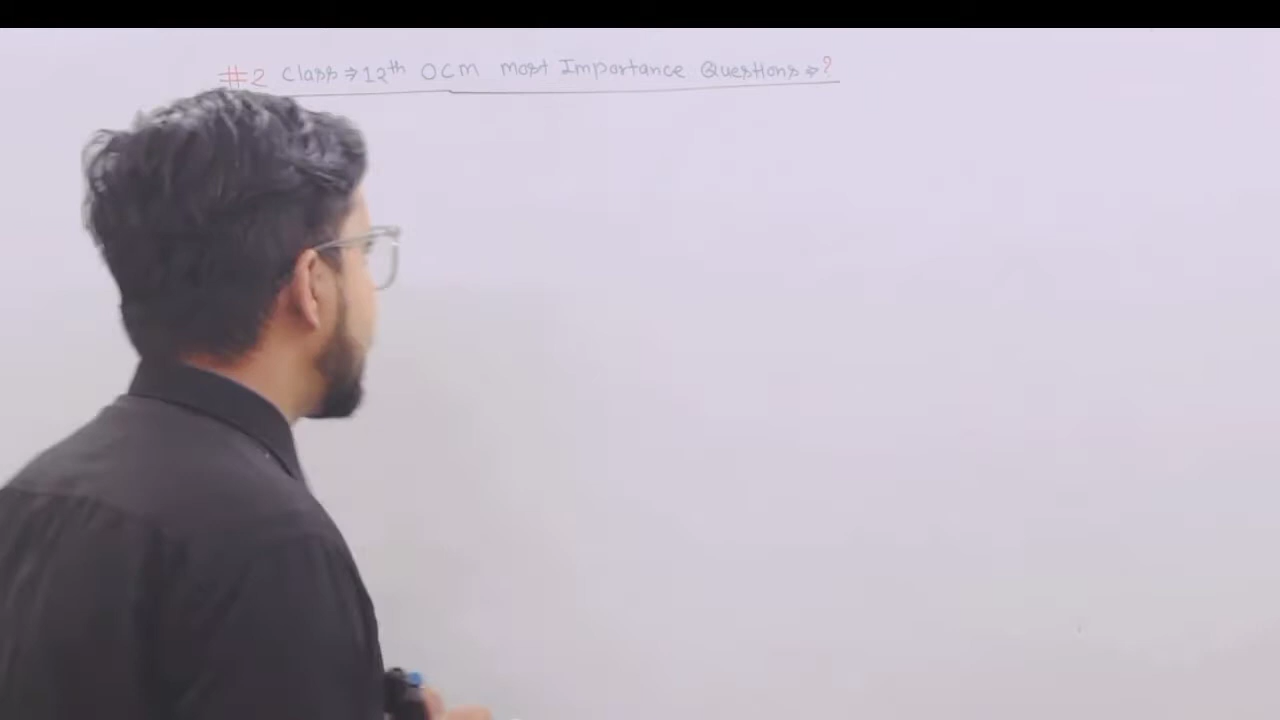 #2 Class ⇒ 12th OCM Most Importance Questions ⇒ ?